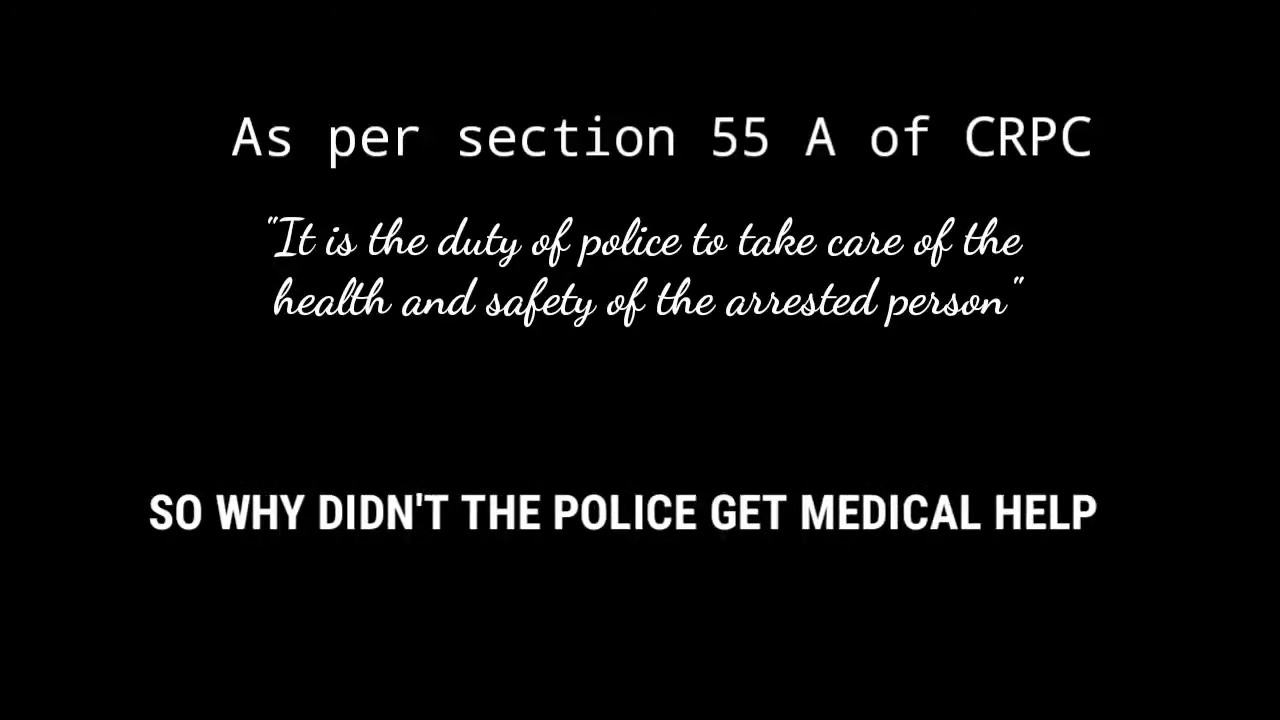 As per section 55 A of CRPC
"It is the duty of police to take care of the
health and safety of the arrested person"
SO WHY DIDN'T THE POLICE GET MEDICAL HELP